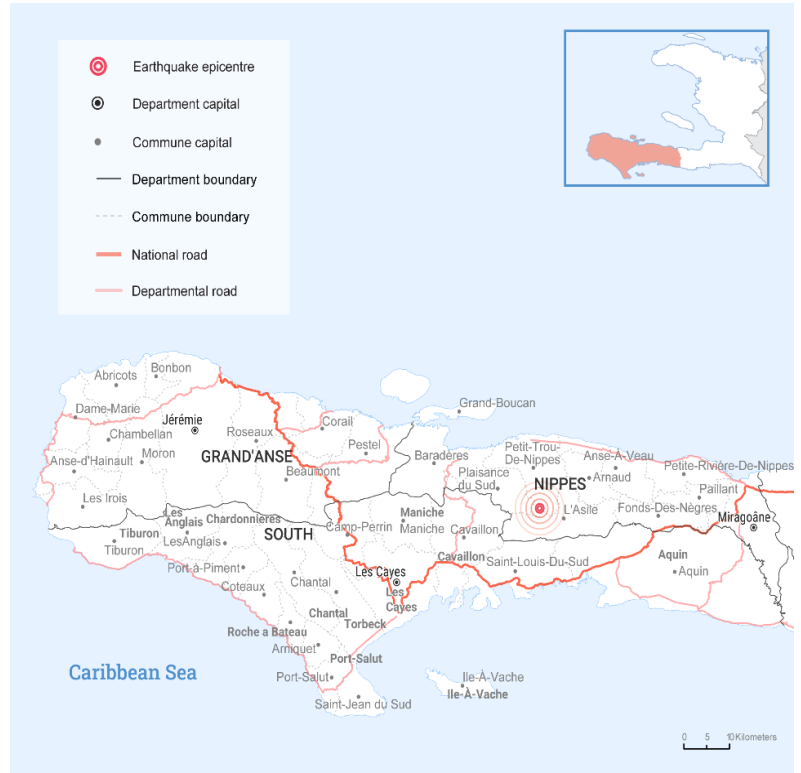 Earthquake epicentre
Department capital
Commune capital
Department boundary
Commune boundary
National road
Departmental road
Bonbon
Abricots
Dame-Marie
Jérémie
Chambellan
Roseaux
Corail
Grand-Boucan
Moron
GRAND'ANSE
Pestel
Anse-d'Hainault
Beaumont
Baradères
Petit-Trou-
De-Nippes
Anse-À-Veau
Plaisance
du Sud
Petite-Rivière-De-Nippes
Arnaud
NIPPES
Paillant
Les Irois
L'Asile
Fonds-Des-Nègres
Miragoâne
Les
Anglais
Chardonnieres
Maniche
Maniche
Tiburon
Tiburon
LesAnglais
SOUTH
Camp-Perrin
Cavaillon
Cavaillon
Saint-Louis-Du-Sud
Aquin
Aquin
Port-à-Piment
Coteaux
Chantal
Les Cayes
Les
Cayes
Chantal
Torbeck
Roche a Bateau
Arniquet
Port-Salut
Port-Salut
Saint-Jean du Sud
Ile-À-Vache
Ile-À-Vache
Caribbean Sea
0 5 10Kilometers